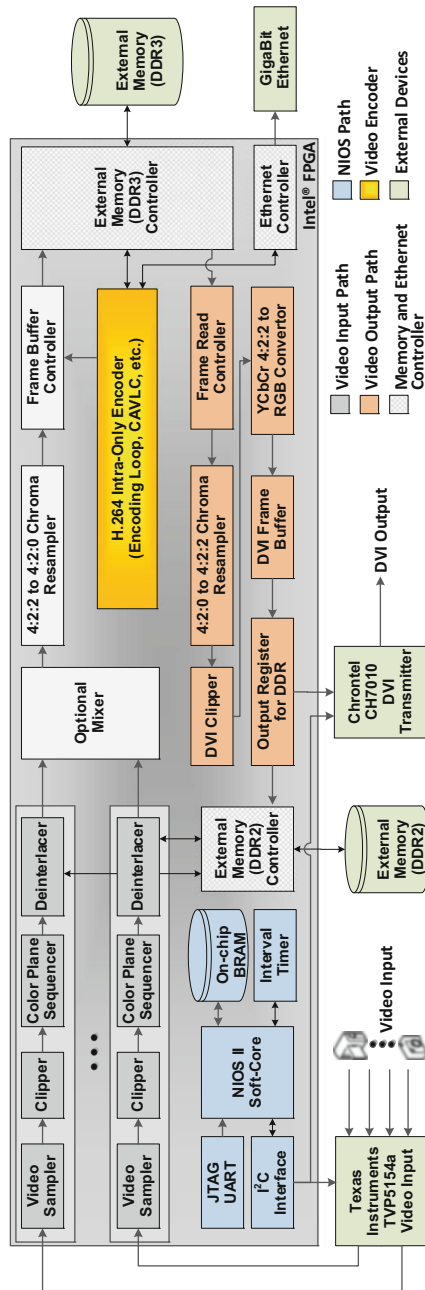 Video
Sampler
Clipper
Color Plane
Sequencer
Deinterlacer
• • •
Video
Sampler
Clipper
Color Plane
Sequencer
Deinterlacer
Optional
Mixer
4:2:2 to 4:2:0 Chroma
Resampler
Frame Buffer
Controller
External
Memory
(DDR3)
Controller
External
Memory
(DDR3)
H.264 Intra-Only Encoder
(Encoding Loop, CAVLC, etc.)
JTAG
UART
I2C
Interface
NIOS II
Soft-Core
On-chip
BRAM
Interval
Timer
External
Memory
(DDR2)
Controller
DVI Clipper
4:2:0 to 4:2:2 Chroma
Resampler
Frame Read
Controller
Output Register
for DDR
DVI Frame
Buffer
YCbCr 4:2:2 to
RGB Convertor
Ethernet
Controller
GigaBit
Ethernet
Intel® FPGA
Texas
Instruments
TVP5154a
Video Input
Video Input
External
Memory
(DDR2)
Chrontel
CH7010
DVI
Transmitter
DVI Output
Video Input Path
Video Output Path
Memory and Ethernet
Controller
NIOS Path
Video Encoder
External Devices